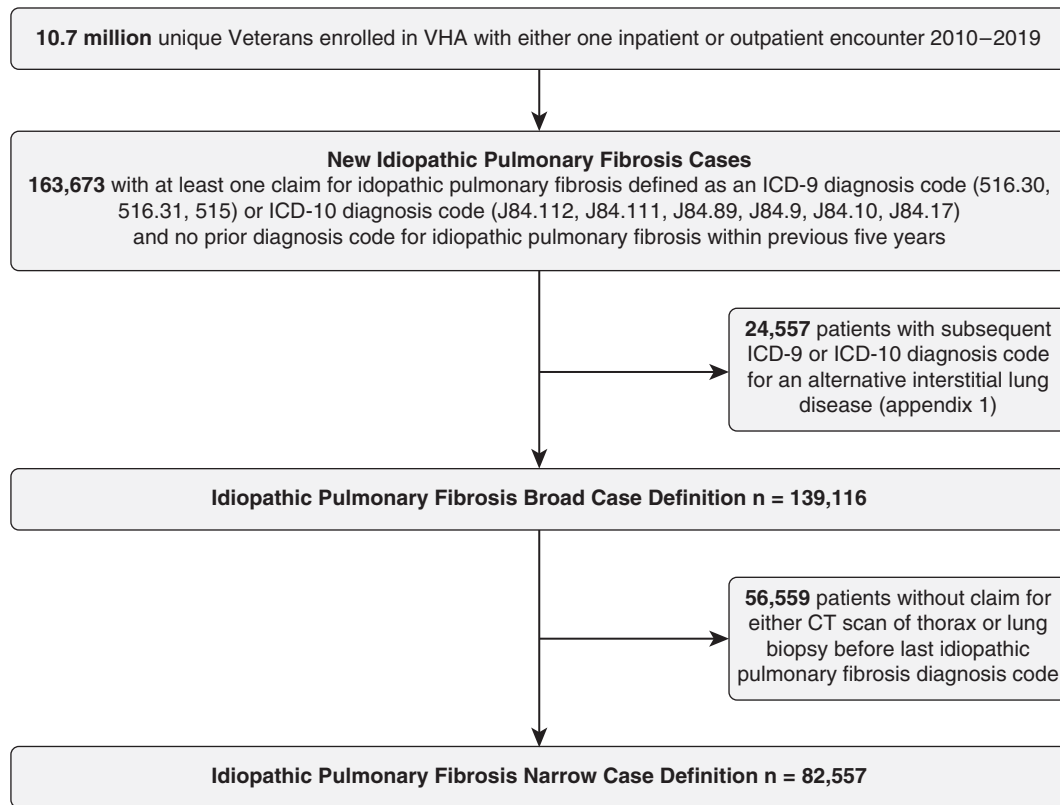 10.7 million unique Veterans enrolled in VHA with either one inpatient or outpatient encounter 2010–2019
New Idiopathic Pulmonary Fibrosis Cases
163,673 with at least one claim for idopathic pulmonary fibrosis defined as an ICD-9 diagnosis code (516.30,
516.31, 515) or ICD-10 diagnosis code (J84.112, J84.111, J84.89, J84.9, J84.10, J84.17)
and no prior diagnosis code for idiopathic pulmonary fibrosis within previous five years
24,557 patients with subsequent
ICD-9 or ICD-10 diagnosis code
for an alternative interstitial lung
disease (appendix 1)
Idiopathic Pulmonary Fibrosis Broad Case Definition n = 139,116
56,559 patients without claim for
either CT scan of thorax or lung
biopsy before last idiopathic
pulmonary fibrosis diagnosis code
Idiopathic Pulmonary Fibrosis Narrow Case Definition n = 82,557